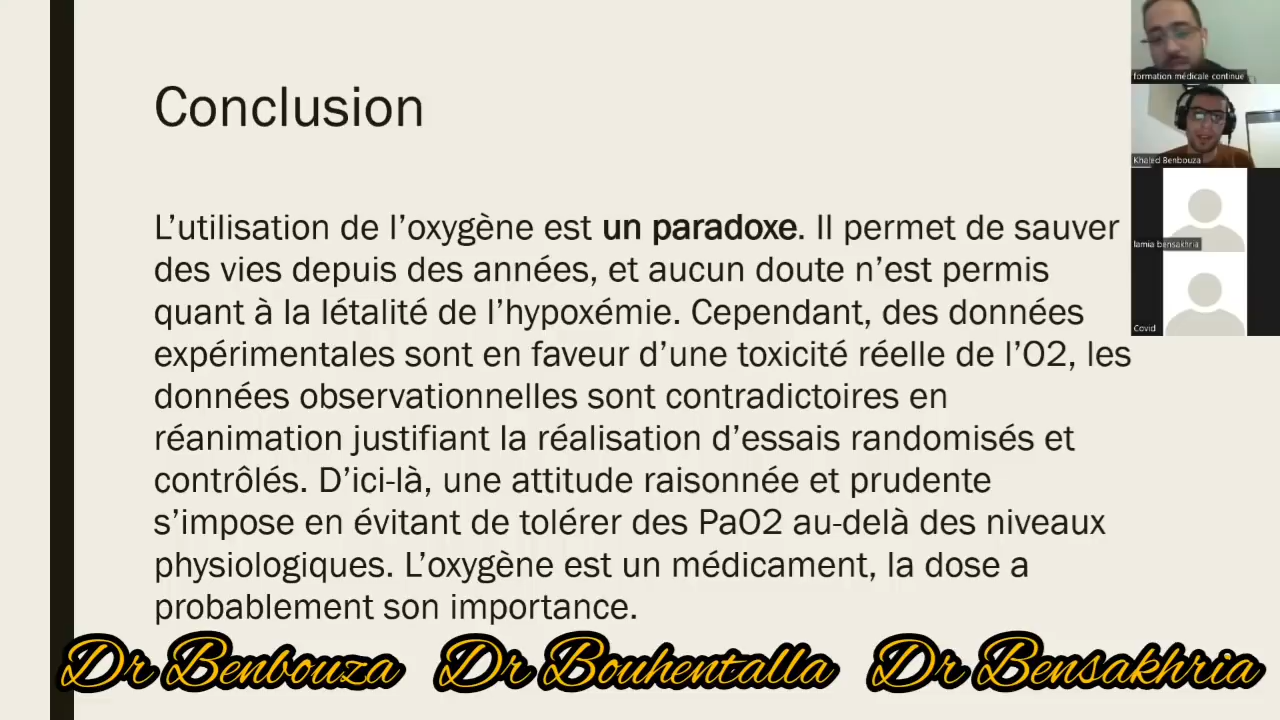 Conclusion
L'utilisation de l'oxygène est un paradoxe. Il permet de sauver
des vies depuis des années, et aucun doute n'est permis
quant à la létalité de l'hypoxémie. Cependant, des données
expérimentales sont en faveur d'une toxicité réelle de l'O2, les
données observationnelles sont contradictoires en
réanimation justifiant la réalisation d'essais randomisés et
contrôlés. D'ici-là, une attitude raisonnée et prudente
s'impose en évitant de tolérer des PaO2 au-delà des niveaux
physiologiques. L'oxygène est un médicament, la dose a
probablement son importance.
Dr Benbouza Dr Bouhentalla Dr Bensakhria
formation médicale continue
Khaled Benbouza
lamia bensakhria
Covid